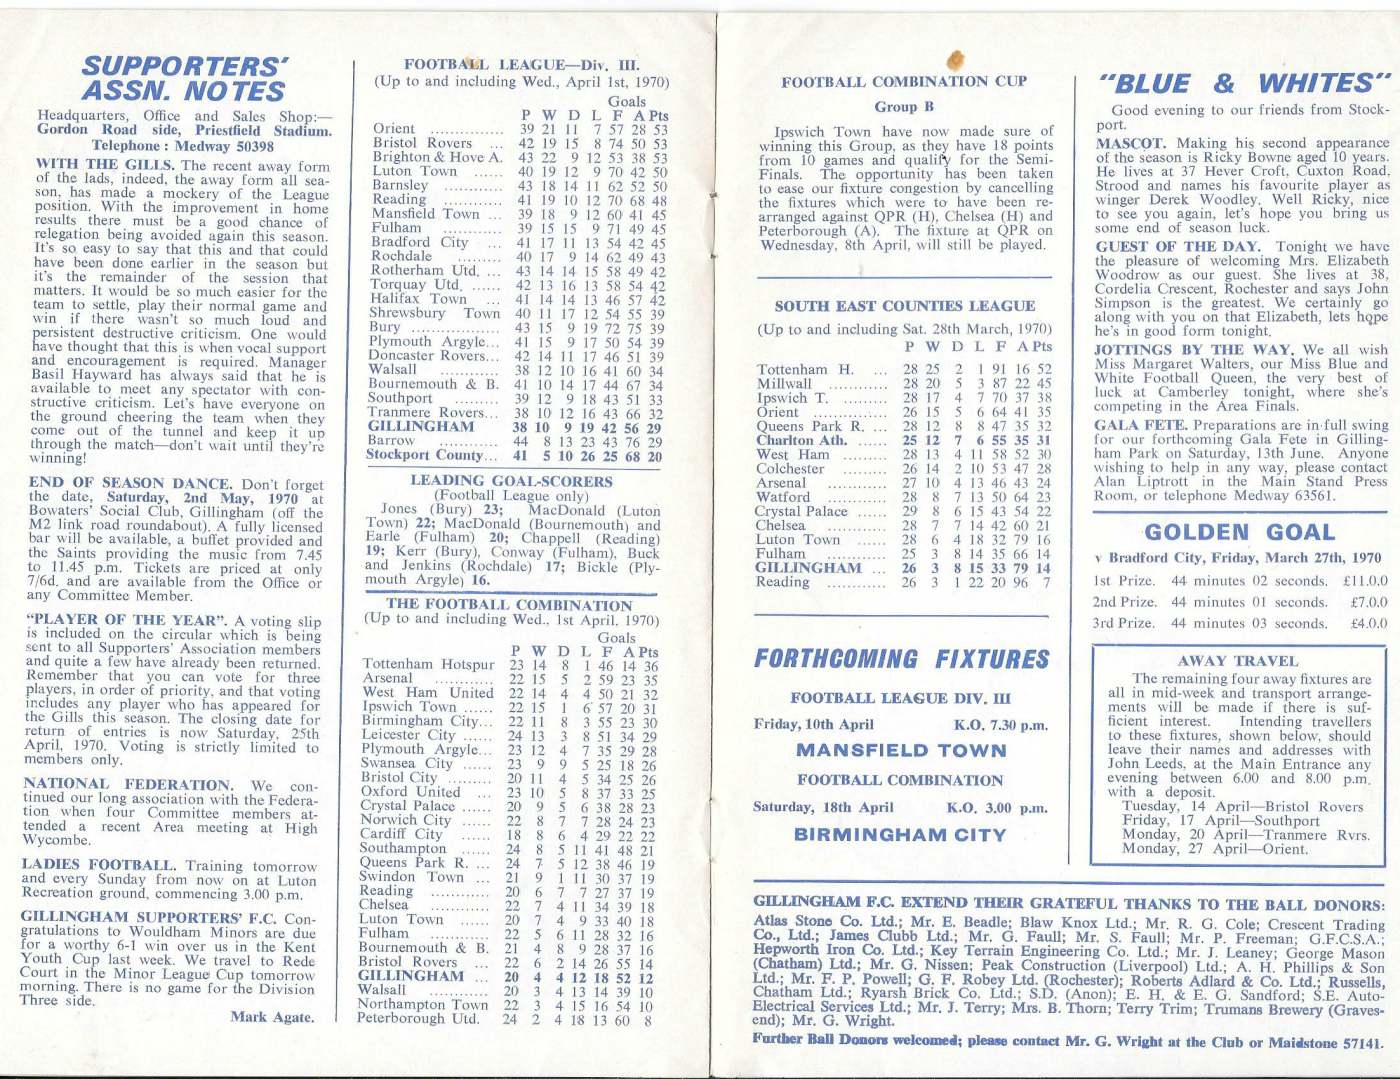 SUPPORTERS'
ASSN. NOTES
Headquarters, Office and Sales Shop:—
Gordon Road side, Priestfield Stadium.
Telephone : Medway 50398
WITH THE GILLS. The recent away form
of the lads, indeed, the away form all sea-
son, has made a mockery of the League
position. With the improvement in home
results there must be a good chance of
relegation being avoided again this season.
It's so easy to say that this and that could
have been done earlier in the season but
it's the remainder of the session that
matters. It would be so much easier for the
team to settle, play their normal game and
win if there wasn't so much loud and
persistent destructive criticism. One would
have thought that this is when vocal support
and encouragement is required. Manager
Basil Hayward has always said that he is
available to meet any spectator with con-
structive criticism. Let's have everyone on
the ground cheering the team when they
come out of the tunnel and keep it up
through the match—don't wait until they're
winning!
END OF SEASON DANCE. Don't forget
the date, Saturday, 2nd May, 1970 at
Bowaters' Social Club, Gillingham (off the
M2 link road roundabout). A fully licensed
bar will be available, a buffet provided and
the Saints providing the music from 7.45
to 11.45 p.m. Tickets are priced at only
7/6d. and are available from the Office or
any Committee Member.
"PLAYER OF THE YEAR". A voting slip
is included on the circular which is being
sent to all Supporters' Association members
and quite a few have already been returned.
Remember that you can vote for three
players, in order of priority, and that voting
includes any player who has appeared for
the Gills this season. The closing date for
return of entries is now Saturday, 25th
April, 1970. Voting is strictly limited to
members only.
NATIONAL FEDERATION. We con-
tinued our long association with the Federa-
tion when four Committee members at-
tended a recent Area meeting at High
Wycombe.
LADIES FOOTBALL. Training tomorrow
and every Sunday from now on at Luton
Recreation ground, commencing 3.00 p.m.
GILLINGHAM SUPPORTERS' F.C. Con-
gratulations to Wouldham Minors are due
for a worthy 6-1 win over us in the Kent
Youth Cup last week. We travel to Rede
Court in the Minor League Cup tomorrow
morning. There is no game for the Division
Three side.
Mark Agate.
FOOTBALL LEAGUE—Div. III.
(Up to and including Wed., April 1st, 1970)
Goals
P W D L F A Pts
Orient .............. 39 21 11 7 57 28 53
Bristol Rovers ... 42 19 15 8 74 50 53
Brighton & Hove A. 43 22 9 12 53 38 53
Luton Town ...... 40 19 12 9 70 42 50
Barnsley ........... 43 18 14 11 62 52 50
Reading ........... 41 19 10 12 70 68 48
Mansfield Town ... 39 18 9 12 60 41 45
Fulham ............ 39 15 15 9 71 49 45
Bradford City ... 41 17 11 13 54 42 45
Rochdale ......... 40 17 9 14 62 49 43
Rotherham Utd. ... 43 14 14 15 58 49 42
Torquay Utd. ...... 42 13 16 13 58 54 42
Halifax Town ... 41 14 14 13 46 57 42
Shrewsbury Town 40 11 17 12 54 55 39
Bury ................. 43 15 9 19 72 75 39
Plymouth Argyle... 41 15 9 17 50 54 39
Doncaster Rovers... 42 14 11 17 46 51 39
Walsall ............ 38 12 10 16 41 60 34
Bournemouth & B. 41 10 14 17 44 67 34
Southport ......... 39 12 9 18 43 51 33
Tranmere Rovers... 38 10 12 16 43 66 32
GILLINGHAM 38 10 9 19 42 56 29
Barrow ........... 44 8 13 23 43 76 29
Stockport County... 41 5 10 26 25 68 20
LEADING GOAL-SCORERS
(Football League only)
Jones (Bury) 23; MacDonald (Luton
Town) 22; MacDonald (Bournemouth) and
Earle (Fulham) 20; Chappell (Reading)
19; Kerr (Bury), Conway (Fulham), Buck
and Jenkins (Rochdale) 17; Bickle (Ply-
mouth Argyle) 16.
THE FOOTBALL COMBINATION
(Up to and including Wed., 1st April, 1970)
Goals
P W D L F A Pts
Tottenham Hotspur 23 14 8 1 46 14 36
Arsenal ........... 22 15 5 2 59 23 35
West Ham United 22 14 4 4 50 21 32
Ipswich Town ...... 22 15 1 6 57 20 31
Birmingham City... 22 11 8 3 55 23 30
Leicester City ...... 24 13 3 8 51 34 29
Plymouth Argyle... 23 12 4 7 35 29 28
Swansea City ...... 23 9 9 5 25 18 26
Bristol City ......... 20 11 4 5 34 25 26
Oxford United ... 23 10 5 8 37 33 25
Crystal Palace ...... 20 9 5 6 38 28 23
Norwich City ...... 22 8 7 7 28 24 23
Cardiff City ...... 18 8 6 4 29 22 22
Southampton ...... 24 8 5 11 41 48 21
Queens Park R. ... 24 7 5 12 38 46 19
Swindon Town ... 21 9 1 11 30 37 19
Reading ........... 20 6 7 7 27 37 19
Chelsea ............ 22 7 4 11 34 39 18
Luton Town ...... 20 7 4 9 33 40 18
Fulham ............ 22 5 6 11 28 32 16
Bournemouth & B. 21 4 8 9 28 37 16
Bristol Rovers ... 22 6 2 14 26 55 14
GILLINGHAM ... 20 4 4 12 18 52 12
Walsall ............ 20 3 4 13 14 39 10
Northampton Town 22 3 4 15 16 54 10
Peterborough Utd. 24 2 4 18 13 60 8
FOOTBALL COMBINATION CUP
Group B
Ipswich Town have now made sure of
winning this Group, as they have 18 points
from 10 games and qualify for the Semi-
Finals. The opportunity has been taken
to ease our fixture congestion by cancelling
the fixtures which were to have been re-
arranged against QPR (H), Chelsea (H) and
Peterborough (A). The fixture at QPR on
Wednesday, 8th April, will still be played.
SOUTH EAST COUNTIES LEAGUE
(Up to and including Sat. 28th March, 1970)
P W D L F A Pts
Tottenham H. ... 28 25 2 1 91 16 52
Millwall ............ 28 20 5 3 87 22 45
Ipswich T. ......... 28 17 4 7 70 37 38
Orient .............. 26 15 5 6 64 41 35
Queens Park R. ... 28 12 8 8 47 35 32
Charlton Ath. ...... 25 12 7 6 55 35 31
West Ham ......... 28 13 4 11 58 52 30
Colchester ......... 26 14 2 10 53 47 28
Arsenal ............ 27 10 4 13 46 43 24
Watford ........... 28 8 7 13 50 64 23
Crystal Palace ...... 29 8 6 15 43 54 22
Chelsea ............ 28 7 7 14 42 60 21
Luton Town ...... 28 6 4 18 32 79 16
Fulham ............ 25 3 8 14 35 66 14
GILLINGHAM ... 26 3 8 15 33 79 14
Reading ........... 26 3 1 22 20 96 7
FORTHCOMING FIXTURES
FOOTBALL LEAGUE DIV. III
Friday, 10th April K.O. 7.30 p.m.
MANSFIELD TOWN
FOOTBALL COMBINATION
Saturday, 18th April K.O. 3.00 p.m.
BIRMINGHAM CITY
"BLUE & WHITES"
Good evening to our friends from Stock-
port.
MASCOT. Making his second appearance
of the season is Ricky Bowne aged 10 years.
He lives at 37 Hever Croft, Cuxton Road,
Strood and names his favourite player as
winger Derek Woodley. Well Ricky, nice
to see you again, let's hope you bring us
some end of season luck.
GUEST OF THE DAY. Tonight we have
the pleasure of welcoming Mrs. Elizabeth
Woodrow as our guest. She lives at 38,
Cordelia Crescent, Rochester and says John
Simpson is the greatest. We certainly go
along with you on that Elizabeth, lets hope
he's in good form tonight.
JOTTINGS BY THE WAY. We all wish
Miss Margaret Walters, our Miss Blue and
White Football Queen, the very best of
luck at Camberley tonight, where she's
competing in the Area Finals.
GALA FETE. Preparations are in full swing
for our forthcoming Gala Fete in Gilling-
ham Park on Saturday, 13th June. Anyone
wishing to help in any way, please contact
Alan Liptrott in the Main Stand Press
Room, or telephone Medway 63561.
GOLDEN GOAL
v Bradford City, Friday, March 27th, 1970
1st Prize. 44 minutes 02 seconds. £11.0.0
2nd Prize. 44 minutes 01 seconds. £7.0.0
3rd Prize. 44 minutes 03 seconds. £4.0.0
AWAY TRAVEL
The remaining four away fixtures are
all in mid-week and transport arrange-
ments will be made if there is suf-
ficient interest. Intending travellers
to these fixtures, shown below, should
leave their names and addresses with
John Leeds, at the Main Entrance any
evening between 6.00 and 8.00 p.m.
with a deposit.
Tuesday, 14 April—Bristol Rovers
Friday, 17 April—Southport
Monday, 20 April—Tranmere Rvrs.
Monday, 27 April—Orient.
GILLINGHAM F.C. EXTEND THEIR GRATEFUL THANKS TO THE BALL DONORS:
Atlas Stone Co. Ltd.; Mr. E. Beadle; Blaw Knox Ltd.; Mr. R. G. Cole; Crescent Trading
Co., Ltd.; James Clubb Ltd.; Mr. G. Faull; Mr. S. Faull; Mr. P. Freeman; G.F.C.S.A.;
Hepworth Iron Co. Ltd.; Key Terrain Engineering Co. Ltd.; Mr. J. Leaney; George Mason
(Chatham) Ltd.; Mr. G. Nissen; Peak Construction (Liverpool) Ltd.; A. H. Phillips & Son
Ltd.; Mr. F. P. Powell; G. F. Robey Ltd. (Rochester); Roberts Adlard & Co. Ltd.; Russells,
Chatham Ltd.; Ryarsh Brick Co. Ltd.; S.D. (Anon); E. H. & E. G. Sandford; S.E. Auto-
Electrical Services Ltd.; Mr. J. Terry; Mrs. B. Thorn; Terry Trim; Trumans Brewery (Graves-
end); Mr. G. Wright.
Further Ball Donors welcomed; please contact Mr. G. Wright at the Club or Maidstone 57141.